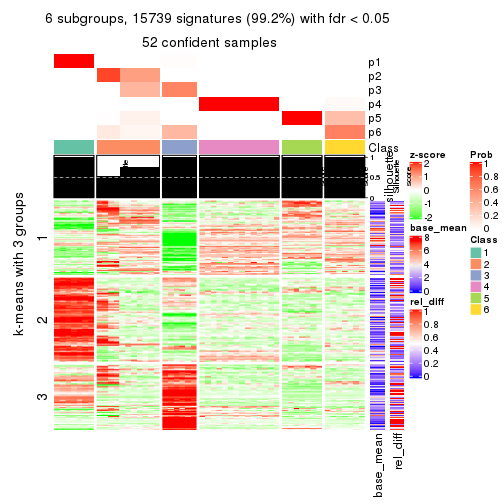 6 subgroups, 15739 signatures (99.2%) with fdr < 0.05
52 confident samples
p1
p2
p3
p4
p5
p6
Class
1
0.5
0
silhouette
Silhouette
score
k-means with 3 groups
1
2
3
base_mean
rel_diff
z-score
2
1
0
-1
-2
base_mean
8
6
4
2
0
rel_diff
1
0.8
0.6
0.4
0.2
0
Prob
1
0.8
0.6
0.4
0.2
0
Class
1
2
3
4
5
6